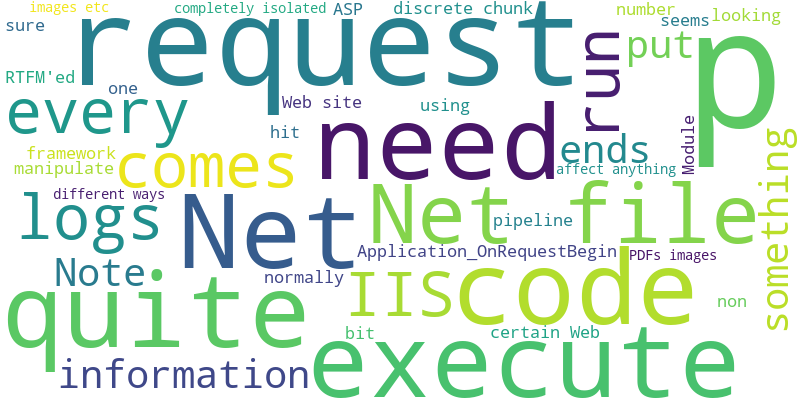 images etc
completely isolated
ASP
discrete chunk
number
looking
sure
request
seems
p
put
run
RTFM'ed
one
Web site
using
every
hit
need
ends
Module
framework
comes
manipulate
affect anything
something
different ways
logs
Net
Net file
pipeline
Application_OnRequestBegin
PDFs images
Note
normally
IIS
code
non
quite
bit
certain Web
execute
information